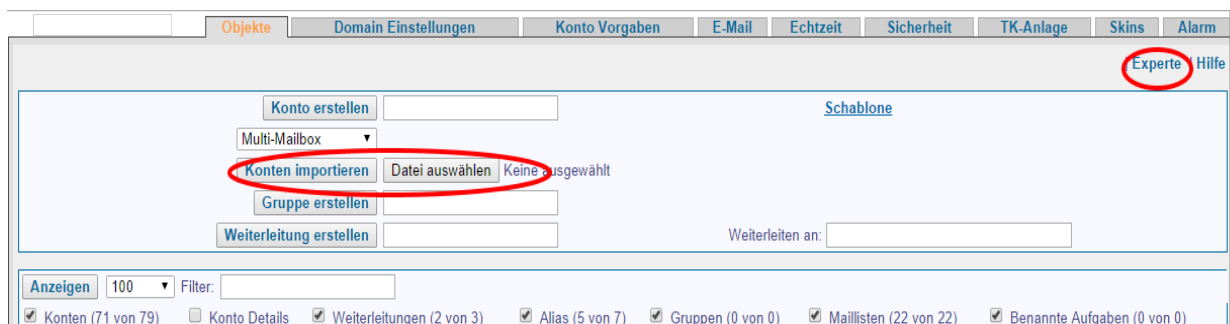 Objekte Domain Einstellungen Konto Vorgaben E-Mail Echtzeit Sicherheit TK-Anlage Skins Alarm
| Experte | Hilfe
Konto erstellen Schablone
Multi-Mailbox
Konten importieren Datei auswählen Keine ausgewählt
Gruppe erstellen
Weiterleitung erstellen Weiterleiten an:
Anzeigen 100 Filter:
Konten (71 von 79) Konto Details Weiterleitungen (2 von 3) Alias (5 von 7) Gruppen (0 von 0) Maillisten (22 von 22) Benannte Aufgaben (0 von 0)